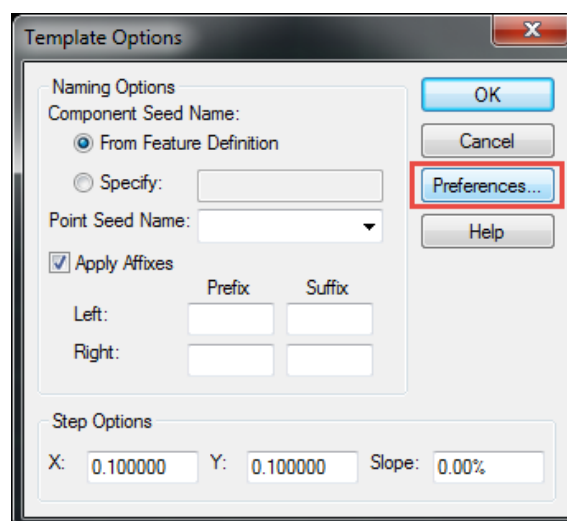 Template Options
Naming Options
Component Seed Name:
From Feature Definition
Specify:
Point Seed Name:
Apply Affixes
Prefix Suffix
Left:
Right:
OK
Cancel
Preferences...
Help
Step Options
X: 0.100000 Y: 0.100000 Slope: 0.00%